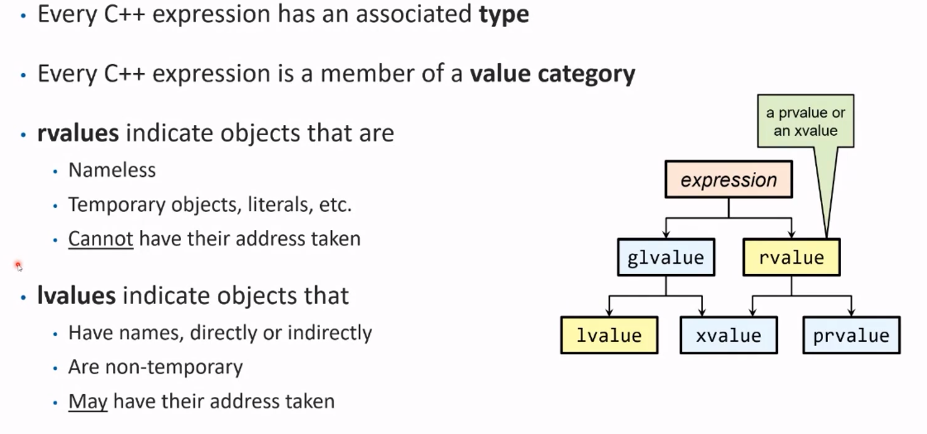 • Every C++ expression has an associated type
• Every C++ expression is a member of a value category
• rvalues indicate objects that are
• Nameless
• Temporary objects, literals, etc.
• Cannot have their address taken
• lvalues indicate objects that
• Have names, directly or indirectly
• Are non-temporary
• May have their address taken
a prvalue or
an xvalue
expression
glvalue
rvalue
lvalue
xvalue
prvalue